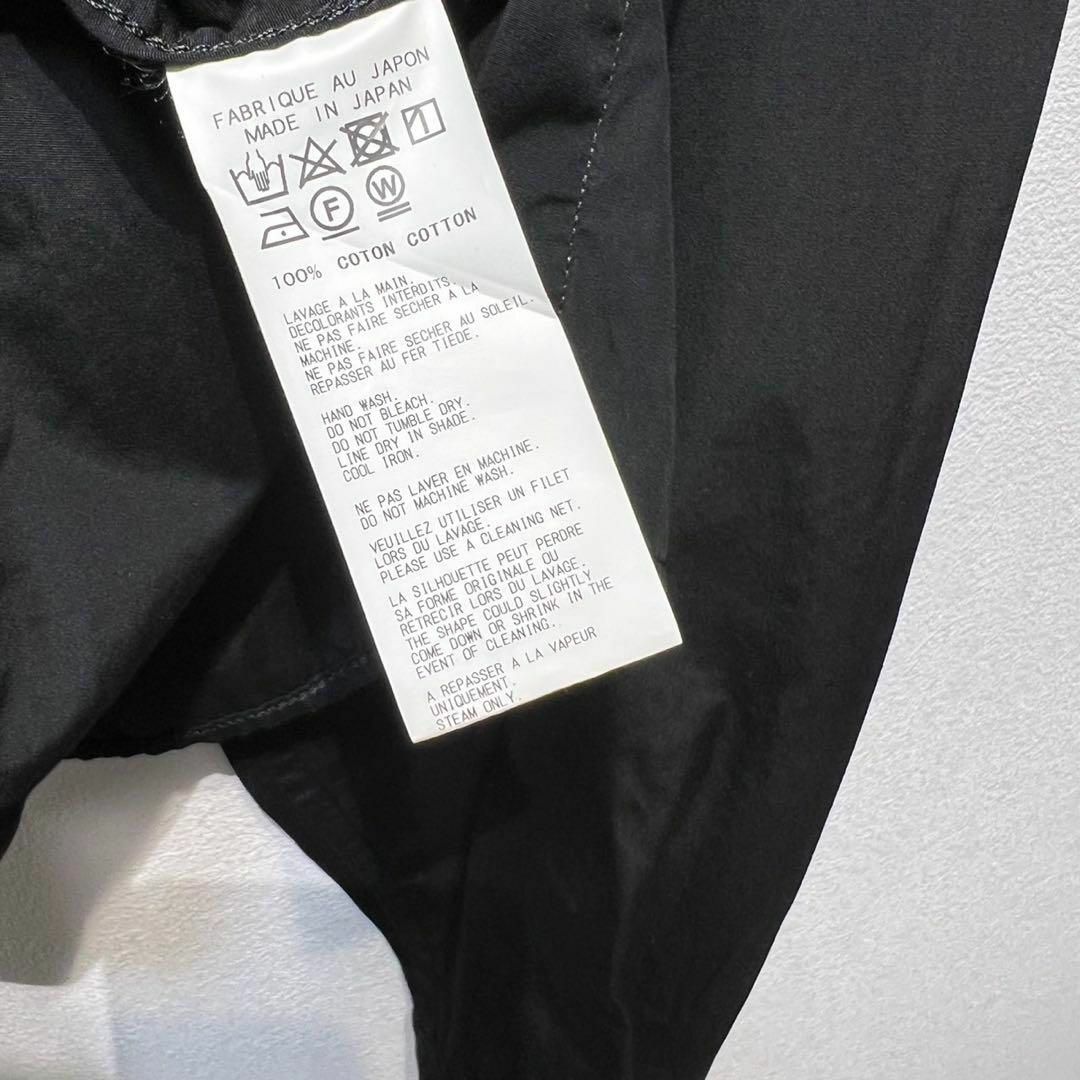 FABRIQUE AU JAPON
MADE IN JAPAN
F W
100% COTON COTTON
LAVAGE A LA MAIN.
DECOLORANTS INTERDITS.
NE PAS FAIRE SECHER A LA
MACHINE.
NE PAS FAIRE SECHER AU SOLEIL.
REPASSER AU FER TIEDE.
HAND WASH.
DO NOT BLEACH.
DO NOT TUMBLE DRY.
LINE DRY IN SHADE.
COOL IRON.
NE PAS LAVER EN MACHINE.
DO NOT MACHINE WASH.
VEUILLEZ UTILISER UN FILET
LORS DU LAVAGE.
PLEASE USE A CLEANING NET.
LA SILHOUETTE PEUT PERDRE
SA FORME ORIGINALE OU
RETRECIR LORS DU LAVAGE.
THE SHAPE COULD SLIGHTLY
COME DOWN OR SHRINK IN THE
EVENT OF CLEANING.
A REPASSER A LA VAPEUR
UNIQUEMENT.
STEAM ONLY.